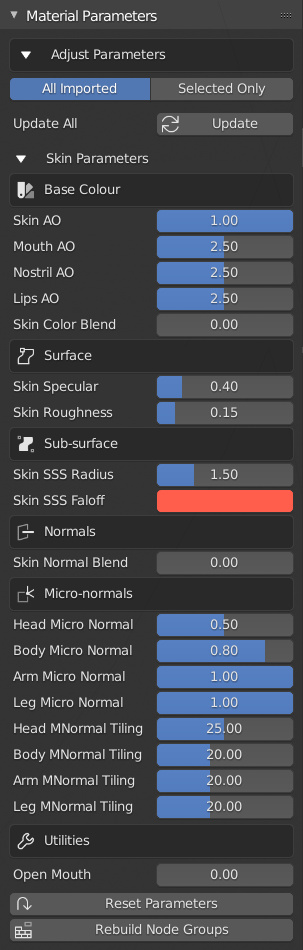 Material Parameters
Adjust Parameters
All Imported Selected Only
Update All Update
Skin Parameters
Base Colour
Skin AO 1.00
Mouth AO 2.50
Nostril AO 2.50
Lips AO 2.50
Skin Color Blend 0.00
Surface
Skin Specular 0.40
Skin Roughness 0.15
Sub-surface
Skin SSS Radius 1.50
Skin SSS Faloff
Normals
Skin Normal Blend 0.00
Micro-normals
Head Micro Normal 0.50
Body Micro Normal 0.80
Arm Micro Normal 1.00
Leg Micro Normal 1.00
Head MNormal Tiling 25.00
Body MNormal Tiling 20.00
Arm MNormal Tiling 20.00
Leg MNormal Tiling 20.00
Utilities
Open Mouth 0.00
Reset Parameters
Rebuild Node Groups